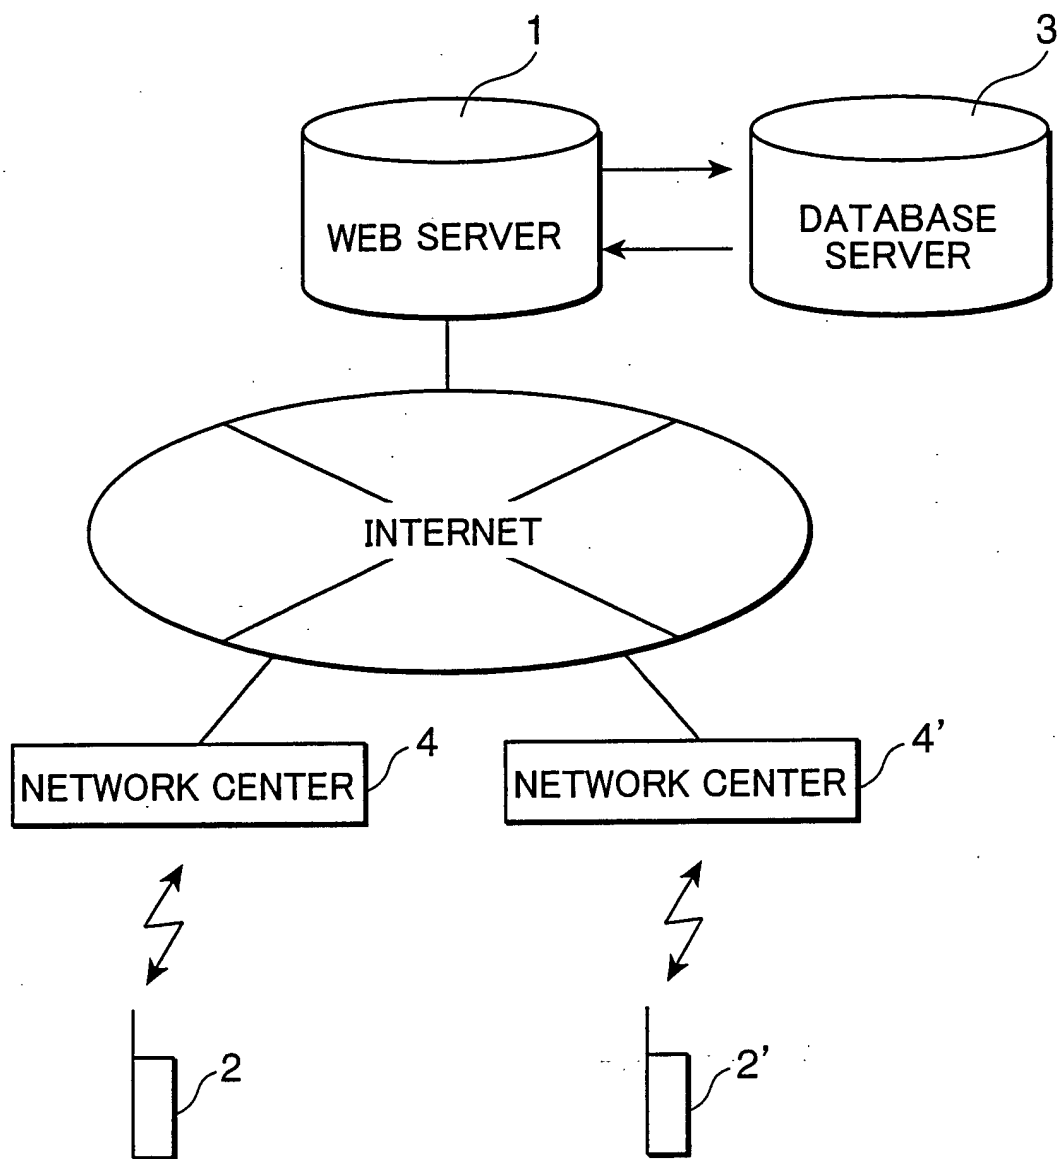 1
3
WEB SERVER
DATABASE
SERVER
INTERNET
4
4'
NETWORK CENTER
NETWORK CENTER
2
2'